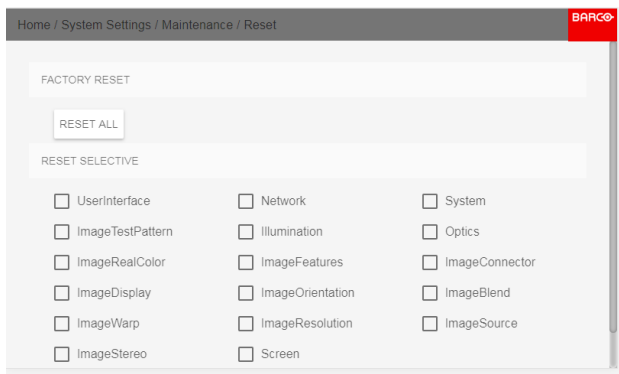 Home / System Settings / Maintenance / Reset BARCO
FACTORY RESET
RESET ALL
RESET SELECTIVE
UserInterface Network System
ImageTestPattern Illumination Optics
ImageRealColor ImageFeatures ImageConnector
ImageDisplay ImageOrientation ImageBlend
ImageWarp ImageResolution ImageSource
ImageStereo Screen